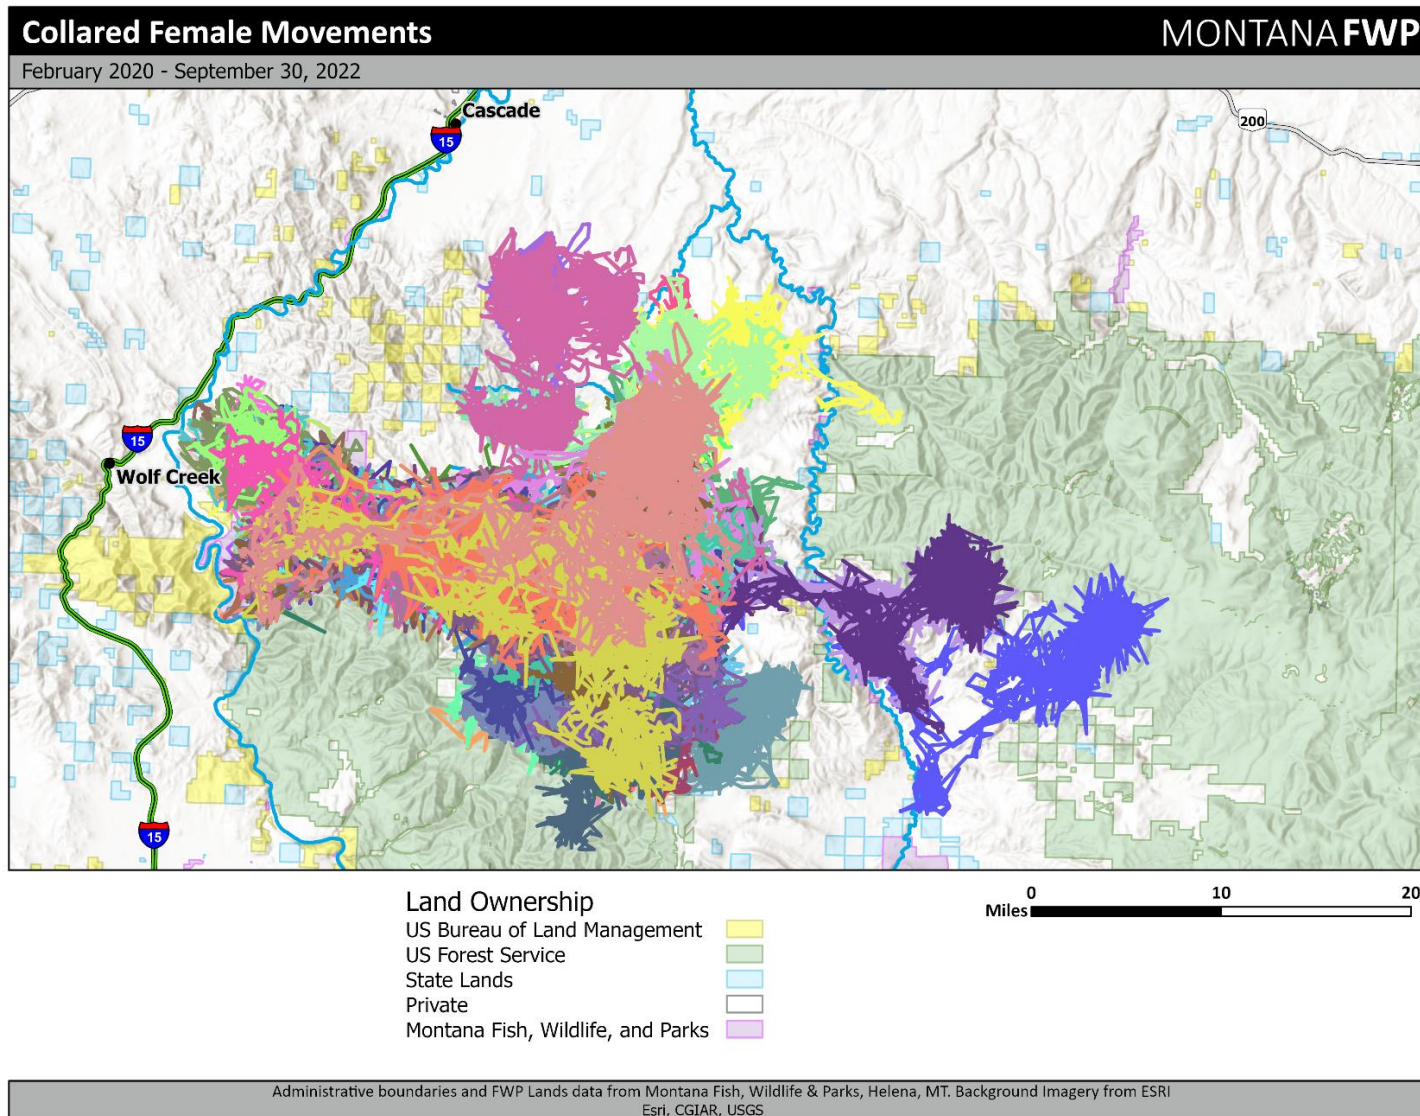 Collared Female Movements
MONTANA FWP
February 2020 - September 30, 2022
Cascade
15
200
15
Wolf Creek
15
Land Ownership
US Bureau of Land Management
US Forest Service
State Lands
Private
Montana Fish, Wildlife, and Parks
0 10 20
Miles
Administrative boundaries and FWP Lands data from Montana Fish, Wildlife & Parks, Helena, MT. Background Imagery from ESRI
Esri, CGIAR, USGS